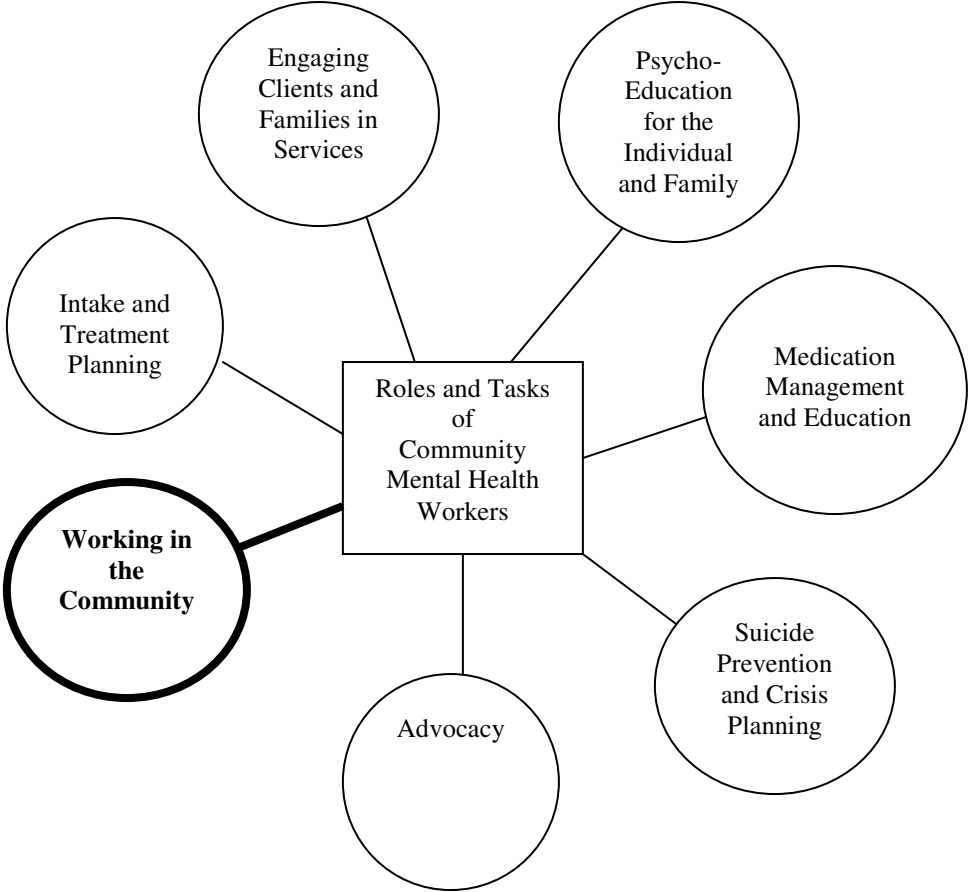 Engaging
Clients and
Families in
Services
Psycho-
Education
for the
Individual
and Family
Intake and
Treatment
Planning
Medication
Management
and Education
Roles and Tasks
of
Community
Mental Health
Workers
Working in
the
Community
Suicide
Prevention
and Crisis
Planning
Advocacy